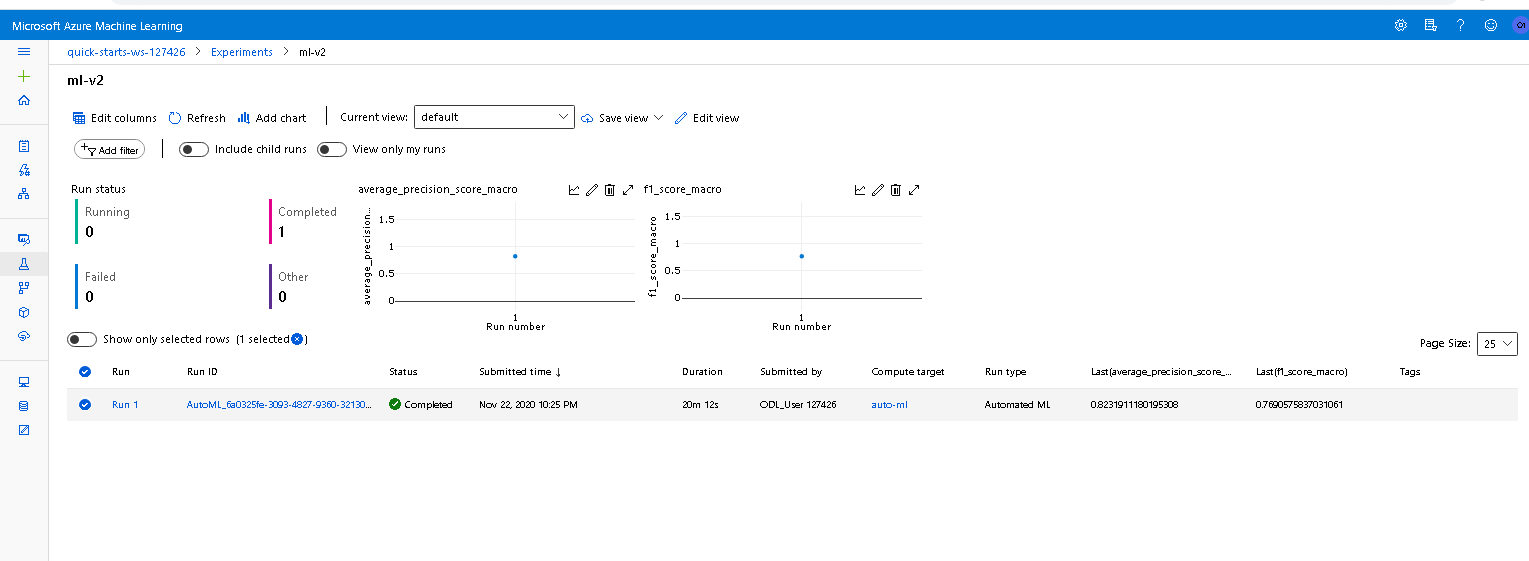 Microsoft Azure Machine Learning
quick-starts-ws-127426 > Experiments > ml-v2
ml-v2
Edit columns Refresh Add chart Current view: default Save view Edit view
Add filter Include child runs View only my runs
Run status
Running
0
Completed
1
Failed
0
Other
0
average_precision_score_macro
average_precision...
1.5
1
0.5
0
1
Run number
f1_score_macro
f1_score_macro
1.5
1
0.5
0
1
Run number
Show only selected rows (1 selected )
Page Size: 25
Run Run ID Status Submitted time ↓ Duration Submitted by Compute target Run type Last(average_precision_score_... Last(f1_score_macro) Tags
Run 1 AutoML_6a0325fe-3093-4827-9360-32130... Completed Nov 22, 2020 10:25 PM 20m 12s ODL_User 127426 auto-ml Automated ML 0.8231911180195308 0.7690575837031061